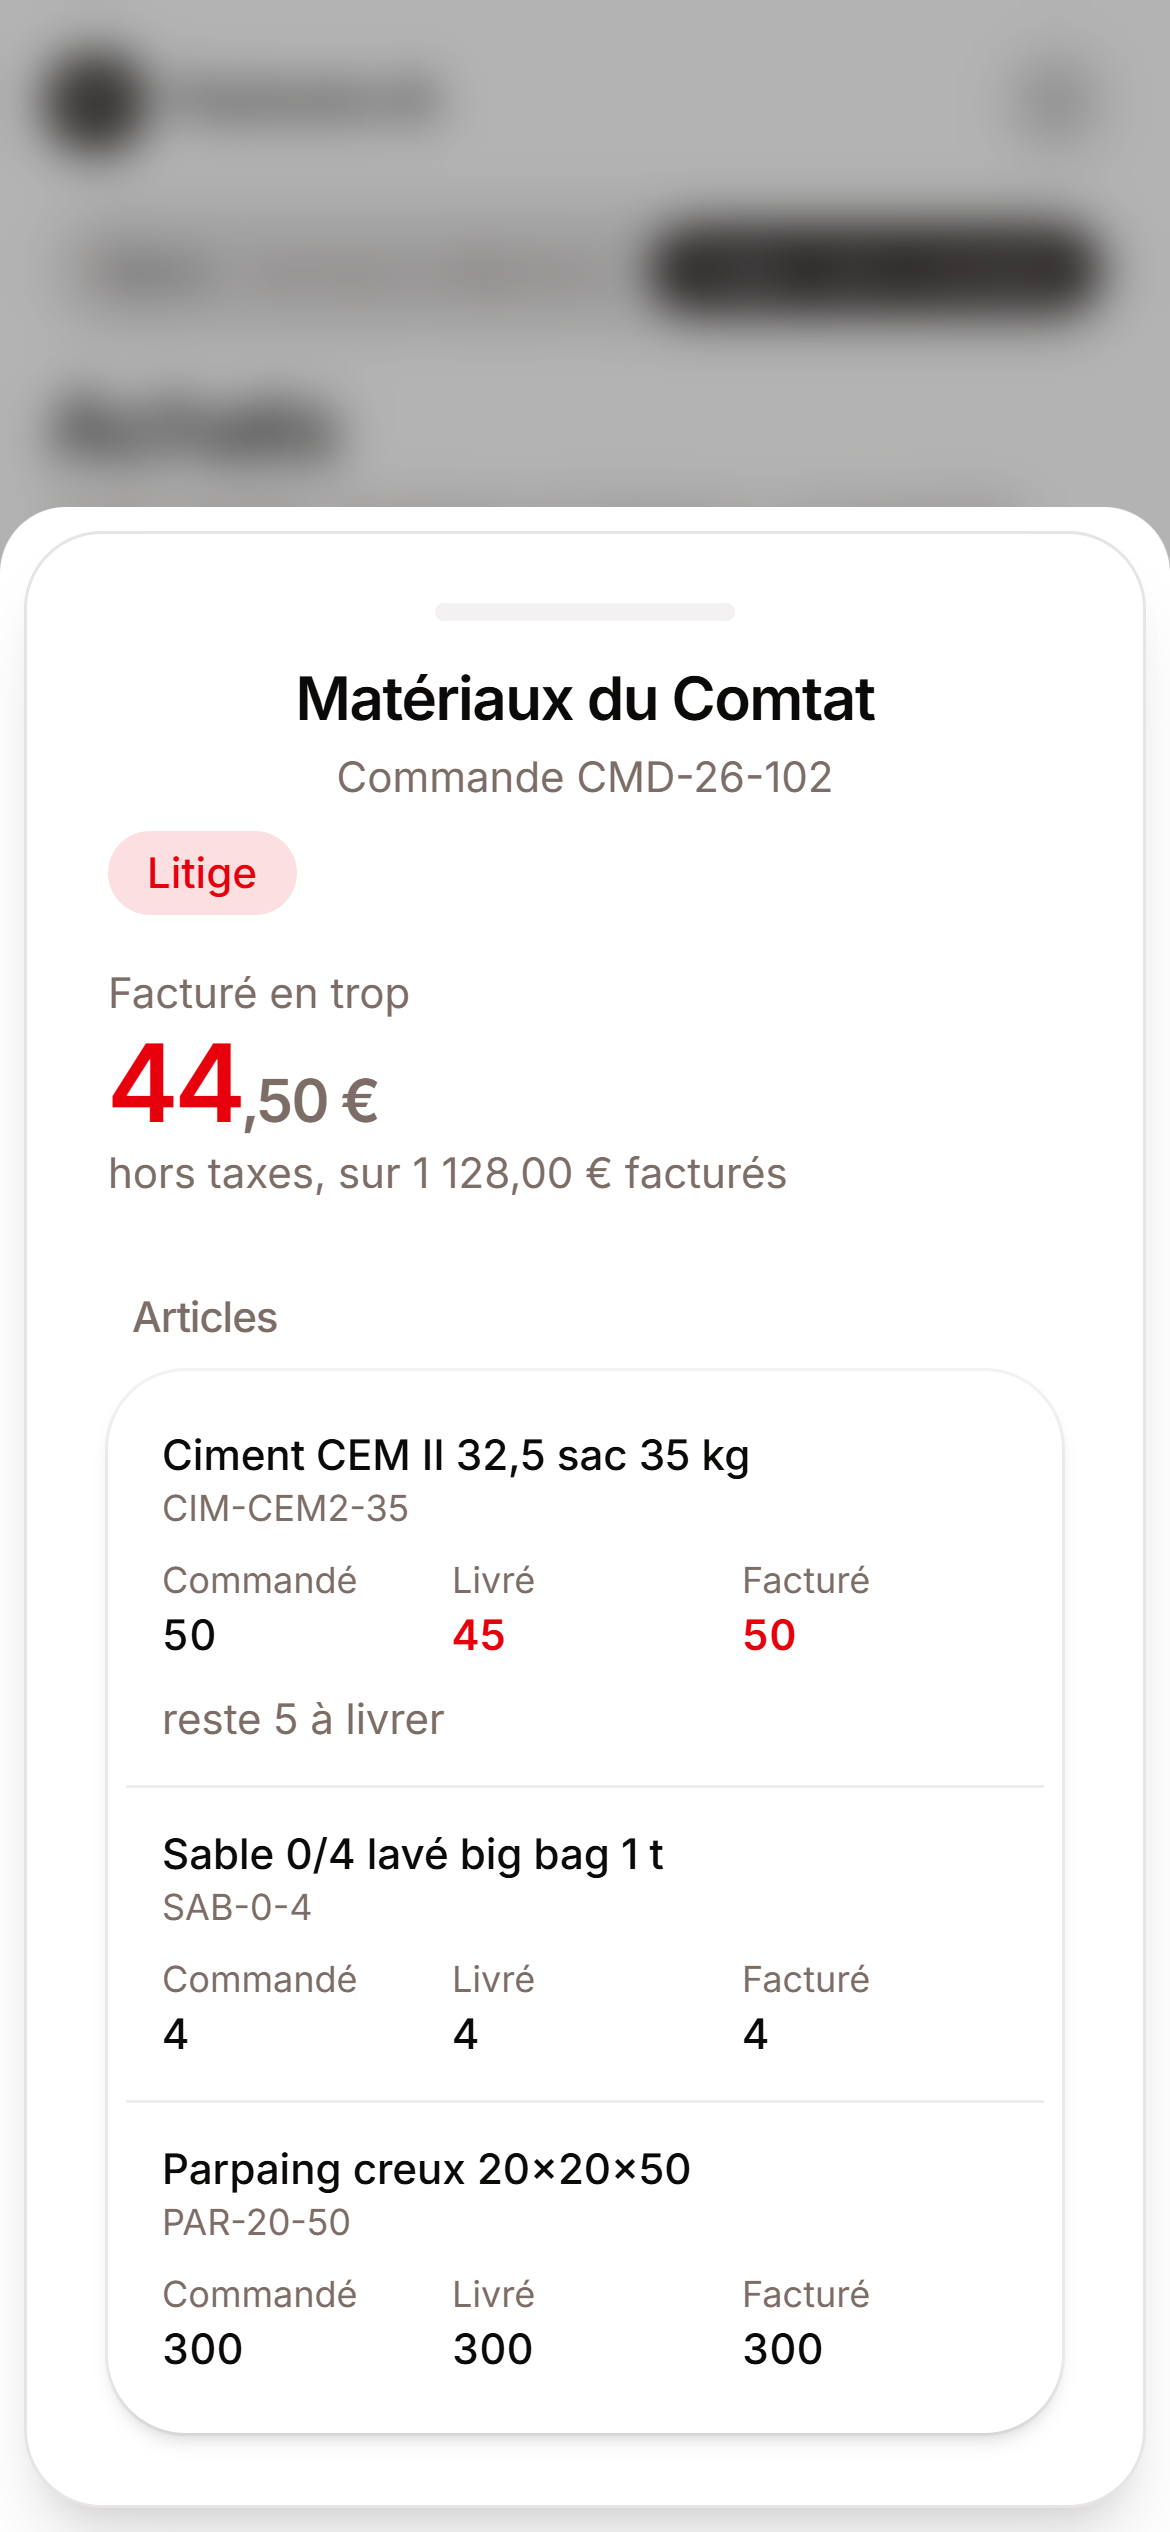 Matériaux du Comtat
Commande CMD-26-102
Litige
Facturé en trop
44,50 €
hors taxes, sur 1 128,00 € facturés
Articles
Ciment CEM II 32,5 sac 35 kg
CIM-CEM2-35
Commandé Livré Facturé
50 45 50
reste 5 à livrer
Sable 0/4 lavé big bag 1 t
SAB-0-4
Commandé Livré Facturé
4 4 4
Parpaing creux 20×20×50
PAR-20-50
Commandé Livré Facturé
300 300 300